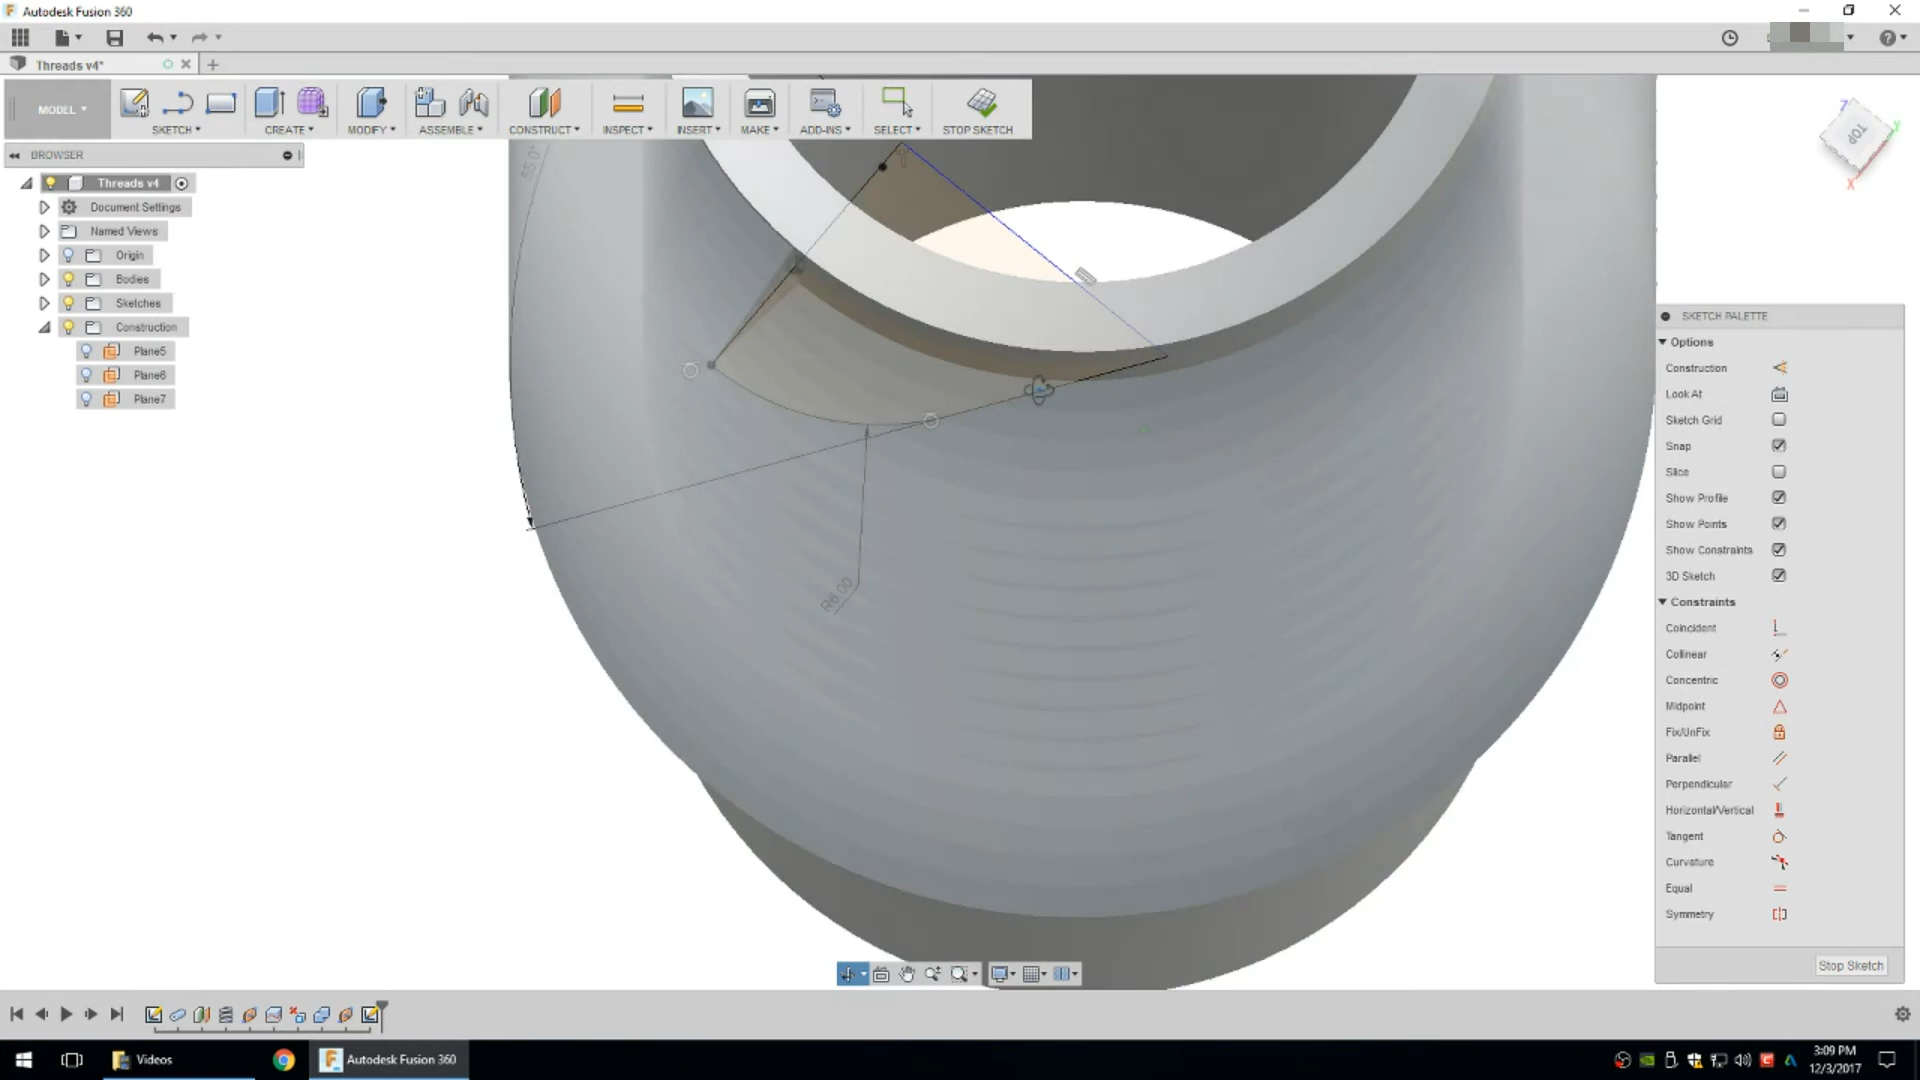 Autodesk Fusion 360
Threads v4*
MODEL
SKETCH
CREATE
MODIFY
ASSEMBLE
CONSTRUCT
INSPECT
INSERT
MAKE
ADD-INS
SELECT
STOP SKETCH
BROWSER
Threads v4
Document Settings
Named Views
Origin
Bodies
Sketches
Construction
Plane5
Plane6
Plane7
55.0°
R6.00
TOP
Z
Y
X
SKETCH PALETTE
Options
Construction
Look At
Sketch Grid
Snap
Slice
Show Profile
Show Points
Show Constraints
3D Sketch
Constraints
Coincident
Collinear
Concentric
Midpoint
Fix/UnFix
Parallel
Perpendicular
Horizontal/Vertical
Tangent
Curvature
Equal
Symmetry
Stop Sketch
Videos
Autodesk Fusion 360
3:09 PM
12/3/2017